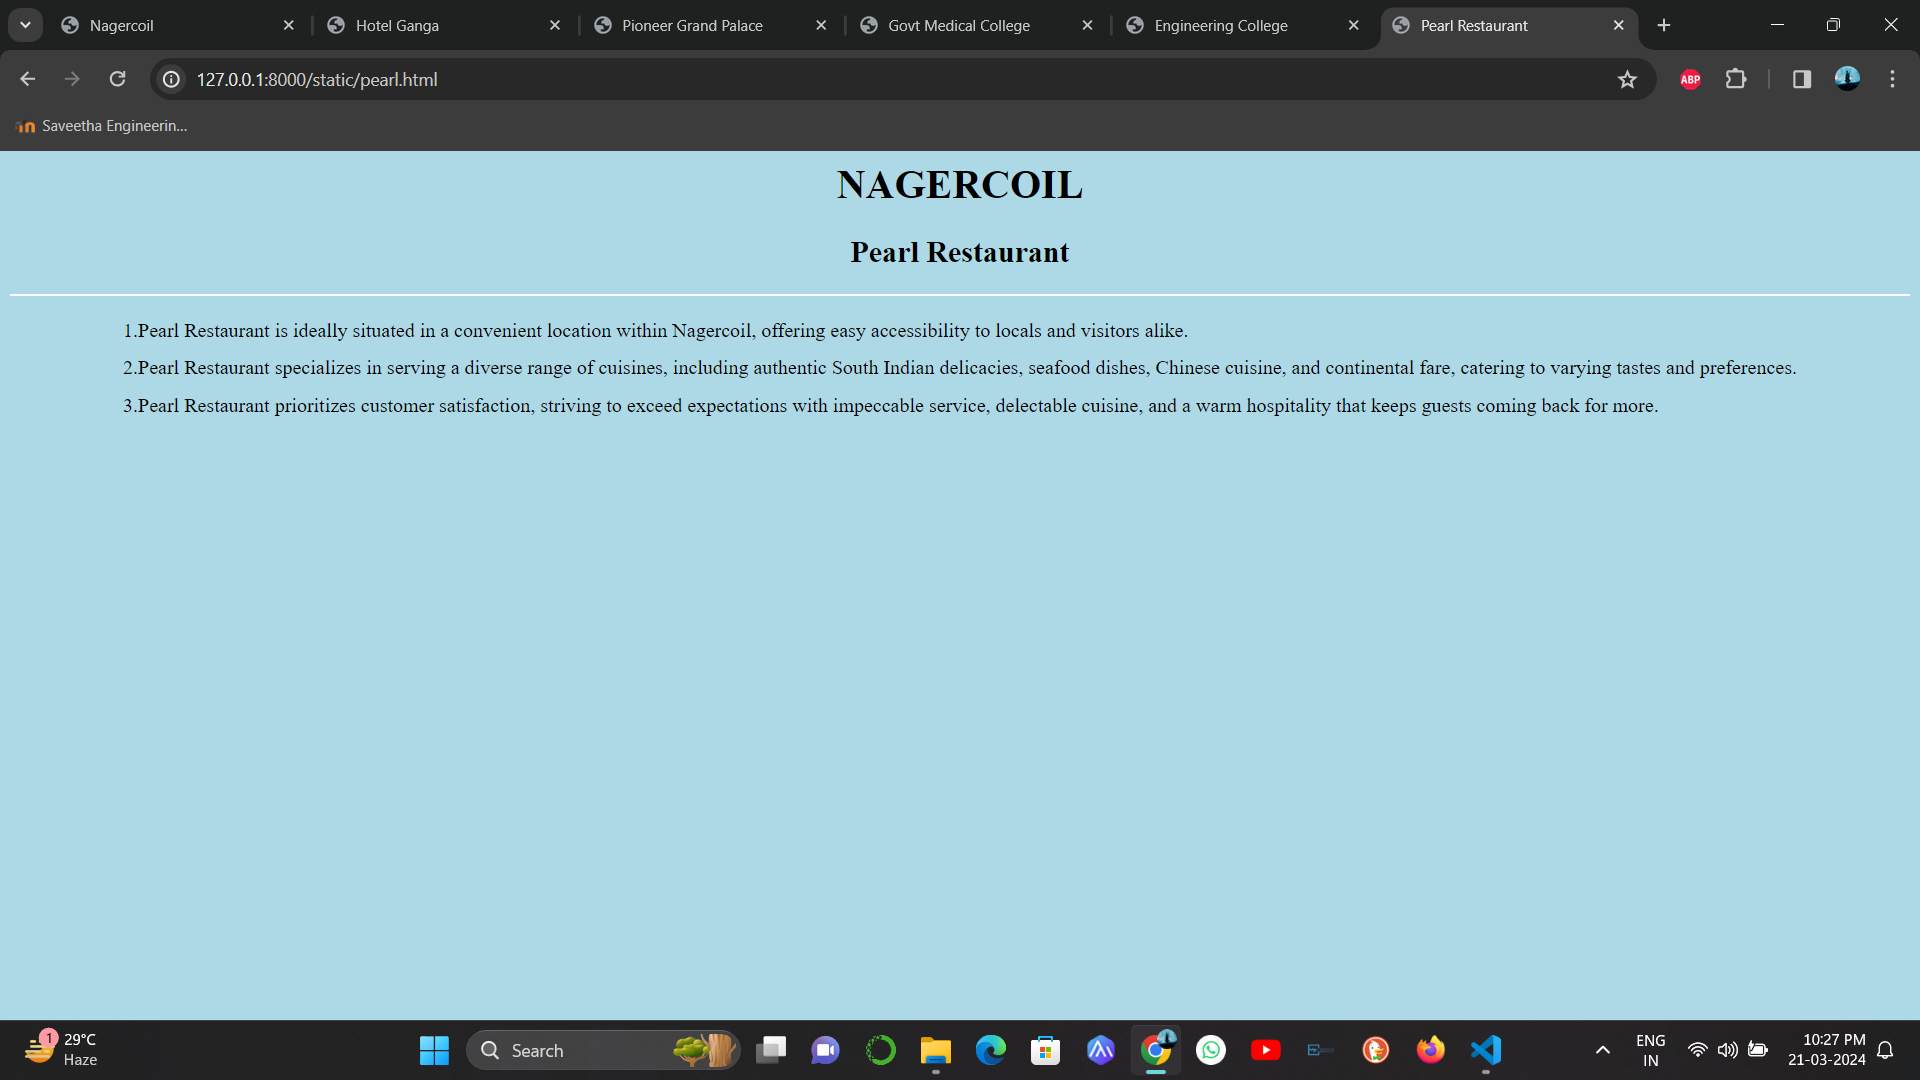 Nagercoil
Hotel Ganga
Pioneer Grand Palace
Govt Medical College
Engineering College
Pearl Restaurant
127.0.0.1:8000/static/pearl.html
ABP
Saveetha Engineerin...
NAGERCOIL
Pearl Restaurant
1.Pearl Restaurant is ideally situated in a convenient location within Nagercoil, offering easy accessibility to locals and visitors alike.
2.Pearl Restaurant specializes in serving a diverse range of cuisines, including authentic South Indian delicacies, seafood dishes, Chinese cuisine, and continental fare, catering to varying tastes and preferences.
3.Pearl Restaurant prioritizes customer satisfaction, striving to exceed expectations with impeccable service, delectable cuisine, and a warm hospitality that keeps guests coming back for more.
1
29°C
Haze
Search
ENG
IN
10:27 PM
21-03-2024